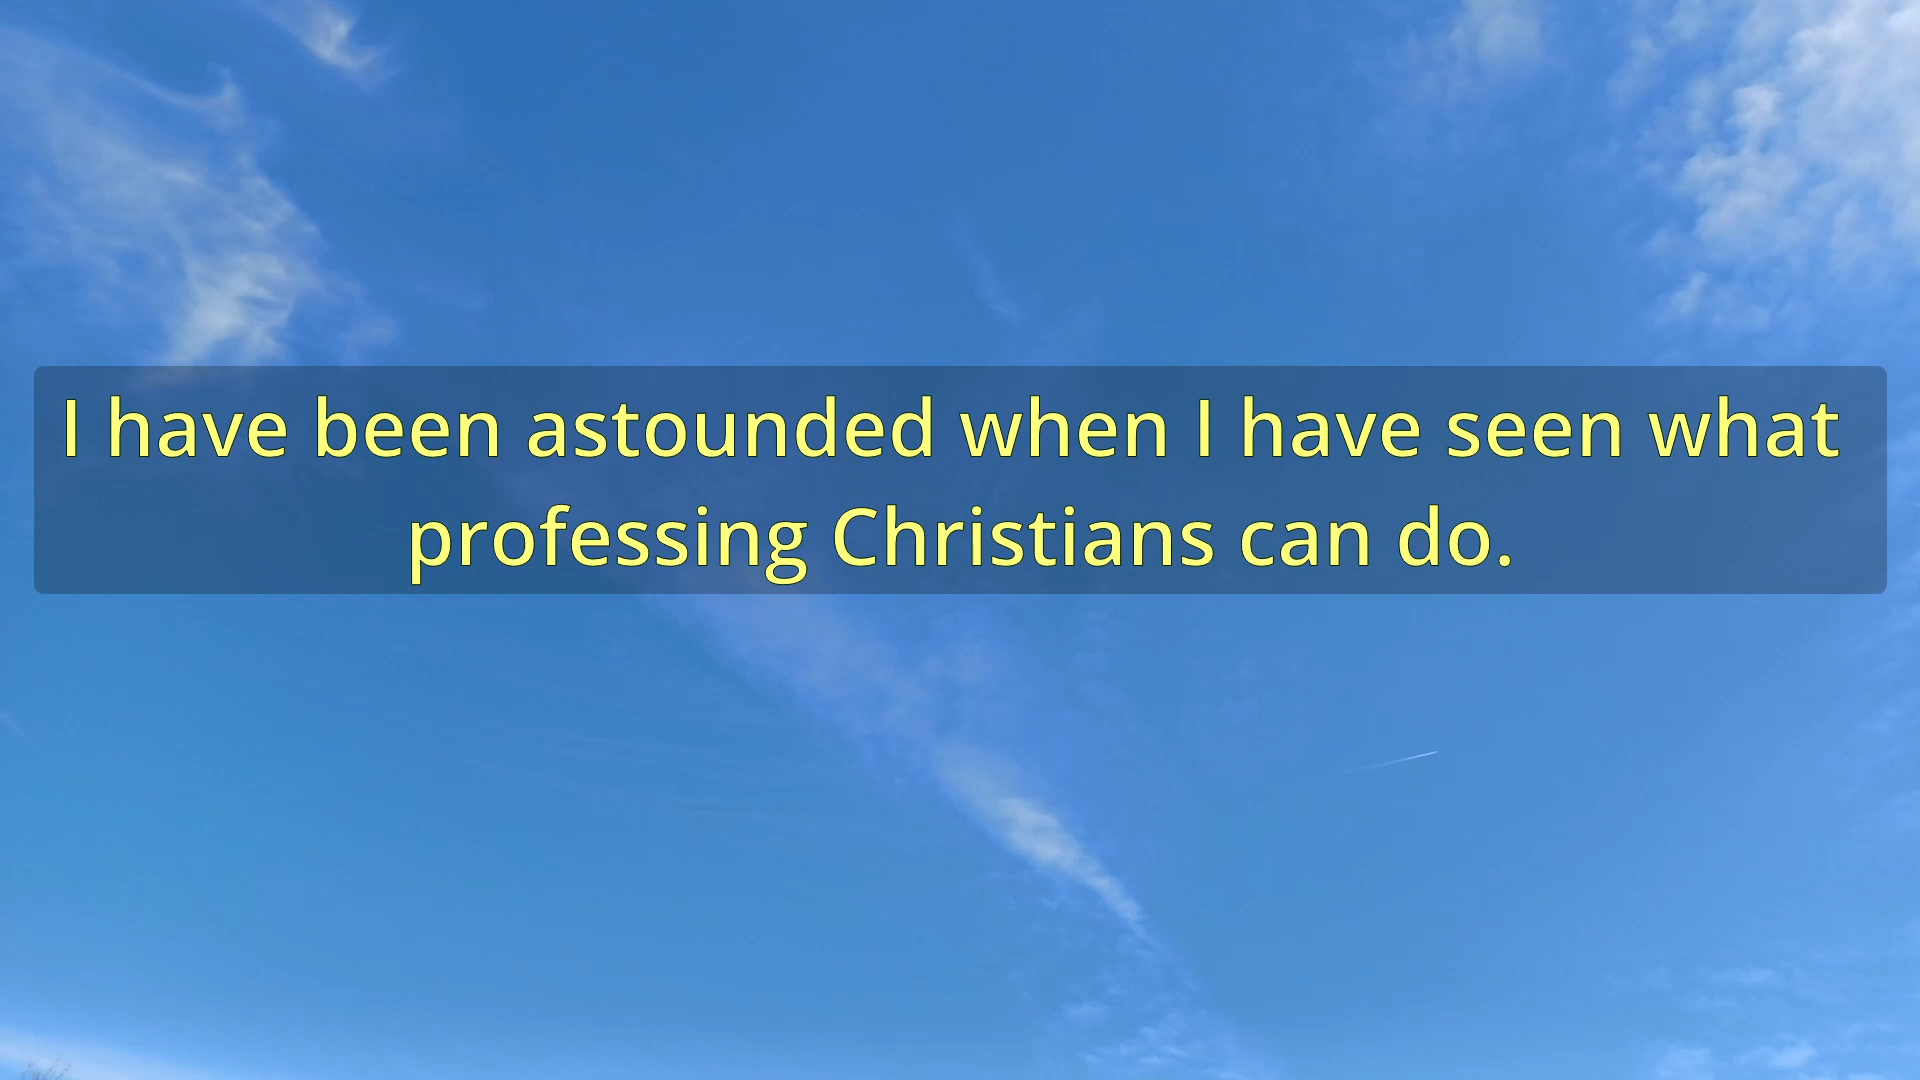 I have been astounded when I have seen what
professing Christians can do.